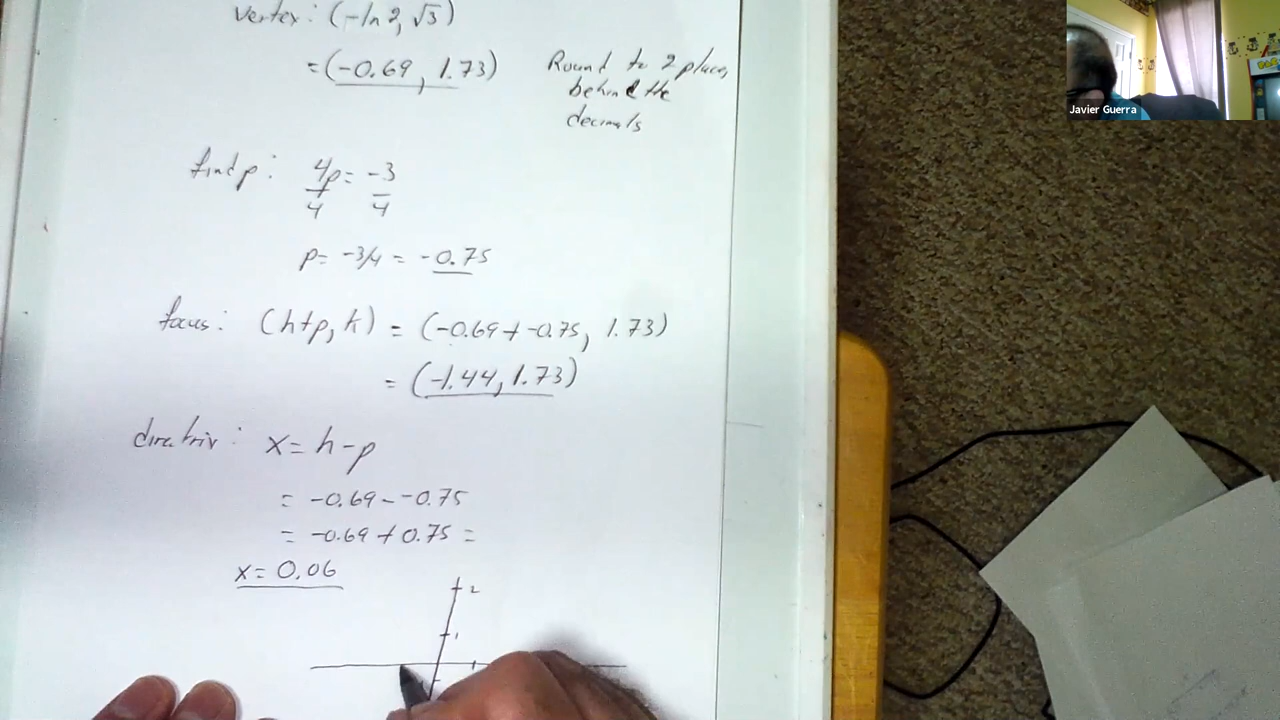 vertex: (-ln 2, √3)
= (-0.69, 1.73)
Round to 2 places
behind the
decimals
find p: 4p = -3
4 4
p = -3/4 = -0.75
focus: (h+p, k) = (-0.69 + -0.75, 1.73)
= (-1.44, 1.73)
directrix: x = h - p
= -0.69 - -0.75
= -0.69 + 0.75 =
x = 0.06
2
1
Javier Guerra